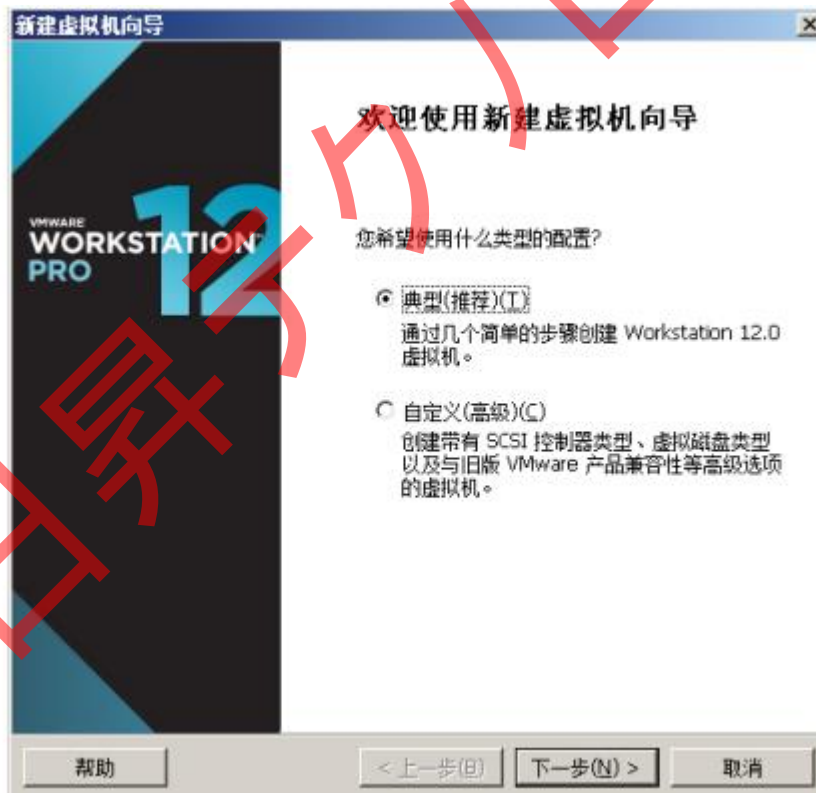 新建虚拟机向导
欢迎使用新建虚拟机向导
VMWARE
WORKSTATION
PRO
12
您希望使用什么类型的配置?
典型(推荐)(T)
通过几个简单的步骤创建 Workstation 12.0
虚拟机。
自定义(高级)(C)
创建带有 SCSI 控制器类型、虚拟磁盘类型
以及与旧版 VMware 产品兼容性等高级选项
的虚拟机。
帮助
< 上一步(B)
下一步(N) >
取消